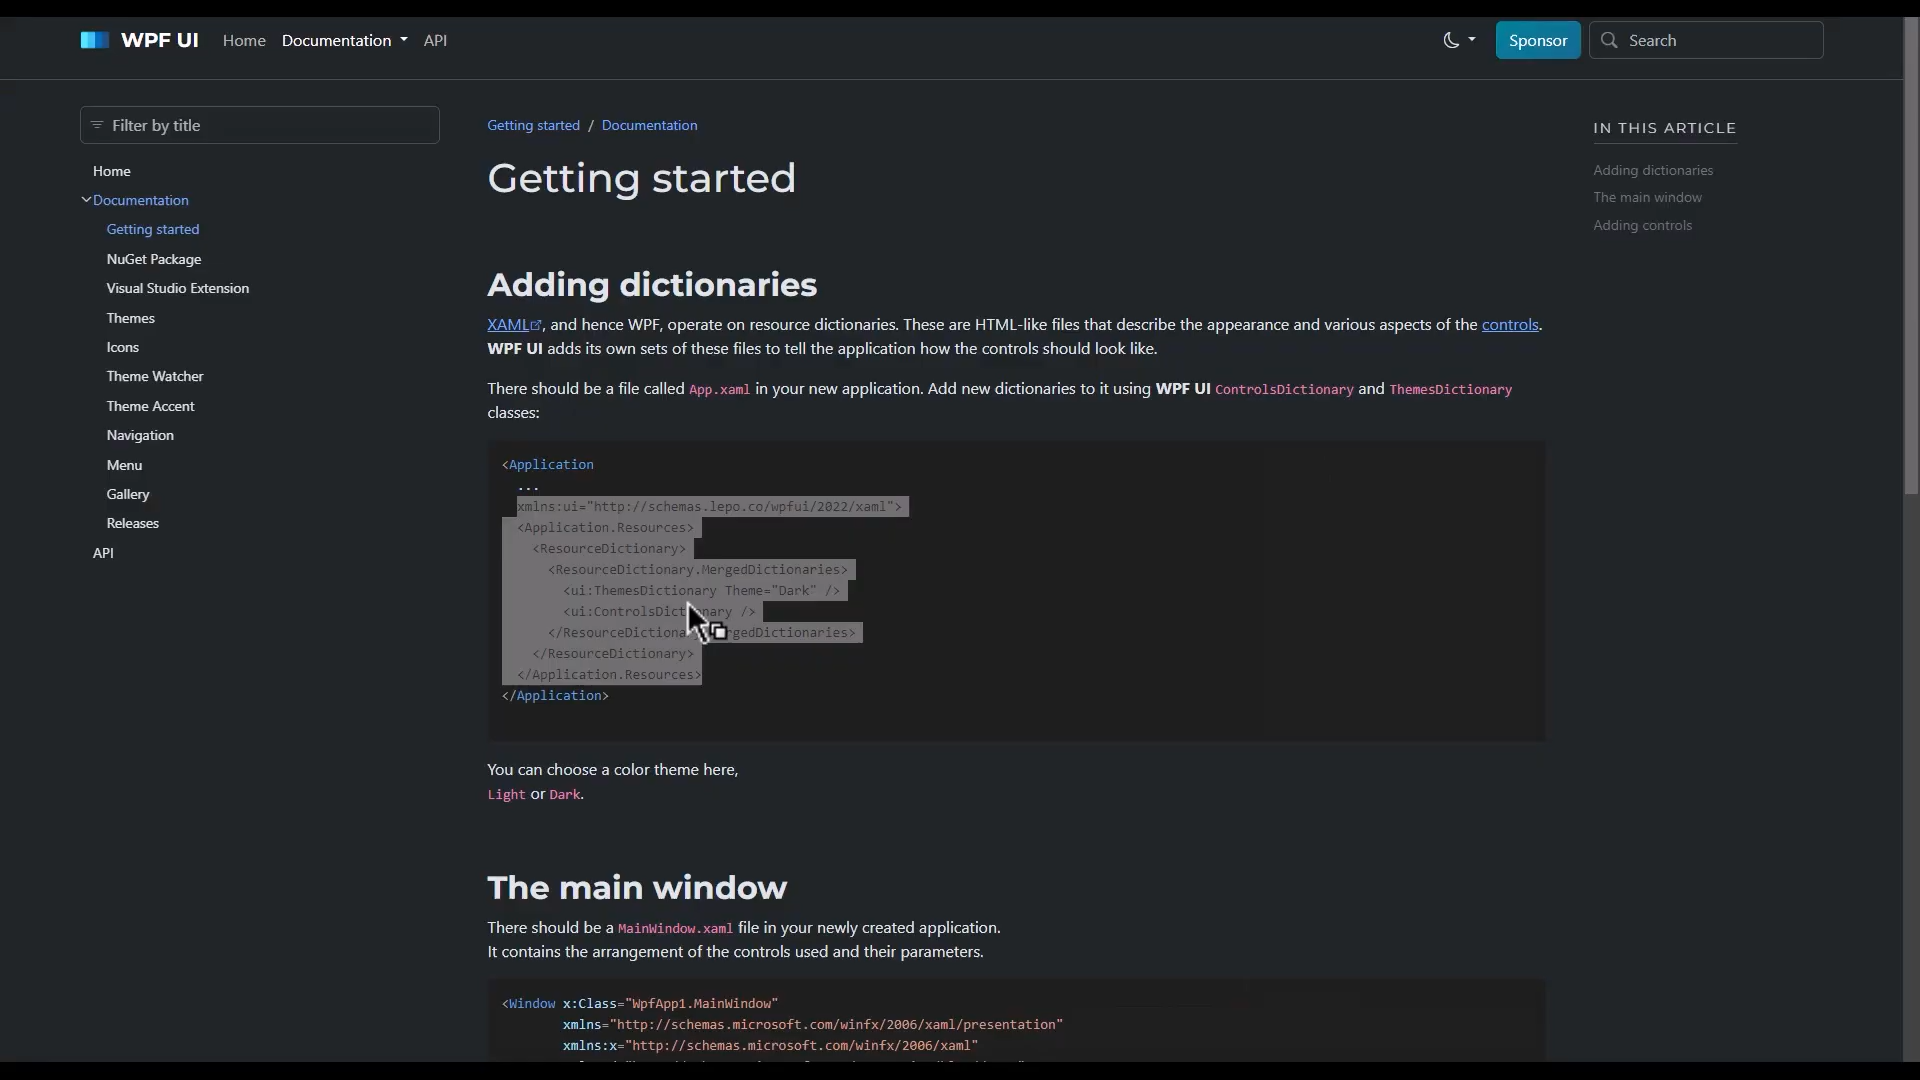 WPF UI Home Documentation API Sponsor Search
Filter by title
Home
Documentation
Getting started
NuGet Package
Visual Studio Extension
Themes
Icons
Theme Watcher
Theme Accent
Navigation
Menu
Gallery
Releases
API
Getting started / Documentation
Getting started
Adding dictionaries
XAML, and hence WPF, operate on resource dictionaries. These are HTML-like files that describe the appearance and various aspects of the controls.
WPF UI adds its own sets of these files to tell the application how the controls should look like.
There should be a file called App.xaml in your new application. Add new dictionaries to it using WPF UI ControlsDictionary and ThemesDictionary
classes:
<Application
...
xmlns:ui="http://schemas.lepo.co/wpfui/2022/xaml">
<Application.Resources>
<ResourceDictionary>
<ResourceDictionary.MergedDictionaries>
<ui:ThemesDictionary Theme="Dark" />
<ui:ControlsDictionary />
</ResourceDictionary.MergedDictionaries>
</ResourceDictionary>
</Application.Resources>
</Application>
You can choose a color theme here,
Light or Dark.
The main window
There should be a MainWindow.xaml file in your newly created application.
It contains the arrangement of the controls used and their parameters.
<Window x:Class="WpfApp1.MainWindow"
xmlns="http://schemas.microsoft.com/winfx/2006/xaml/presentation"
xmlns:x="http://schemas.microsoft.com/winfx/2006/xaml"
IN THIS ARTICLE
Adding dictionaries
The main window
Adding controls